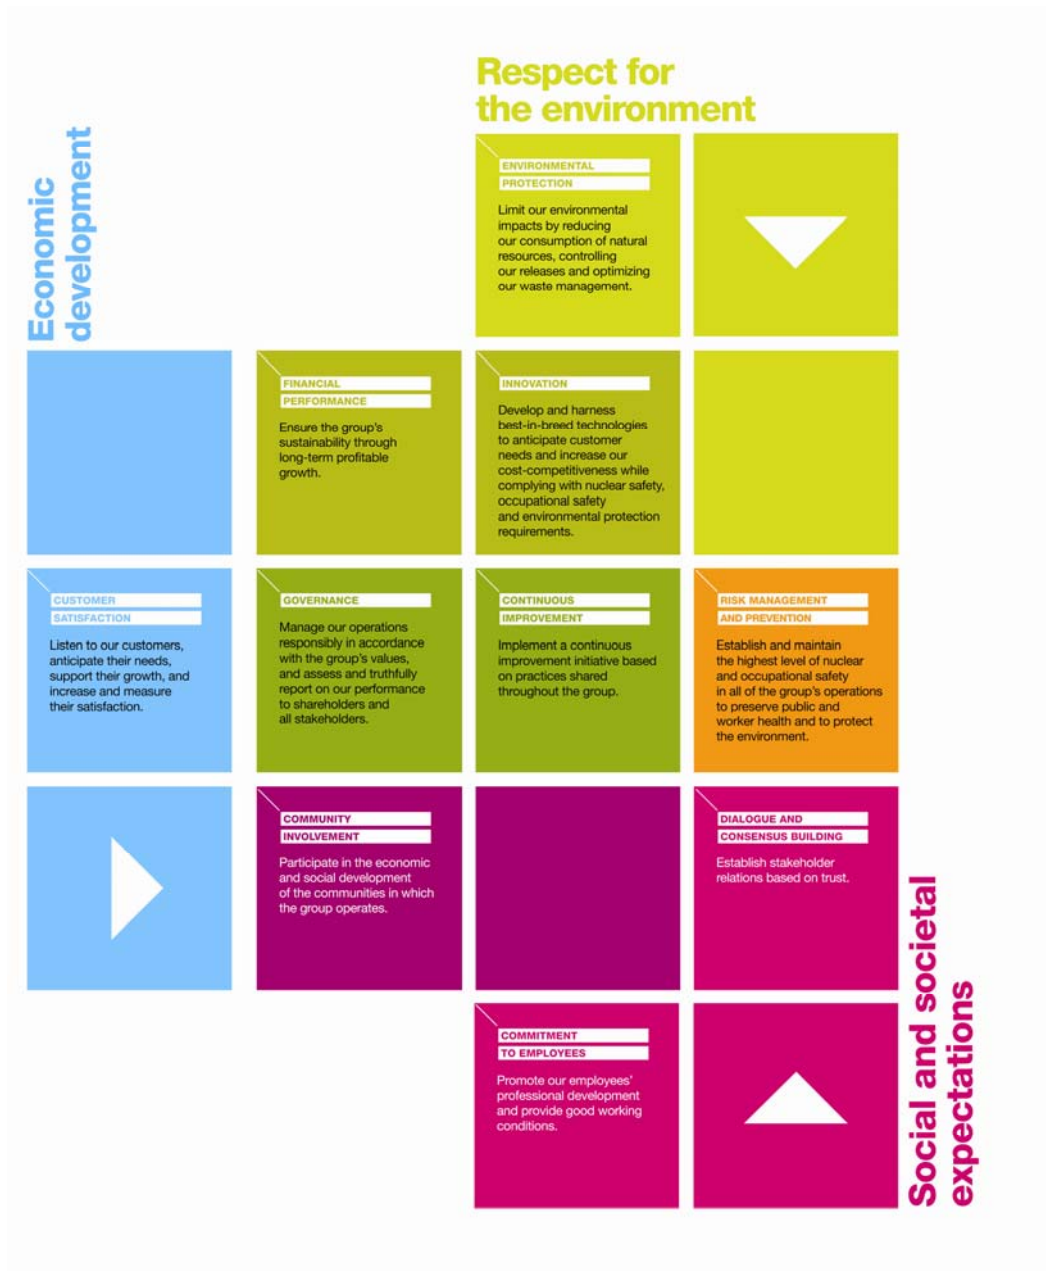 Respect for
the environment
Economic
development
ENVIRONMENTAL
PROTECTION
Limit our environmental
impacts by reducing
our consumption of natural
resources, controlling
our releases and optimizing
our waste management.
FINANCIAL
PERFORMANCE
Ensure the group's
sustainability through
long-term profitable
growth.
INNOVATION
Develop and harness
best-in-breed technologies
to anticipate customer
needs and increase our
cost-competitiveness while
complying with nuclear safety,
occupational safety
and environmental protection
requirements.
CUSTOMER
SATISFACTION
Listen to our customers,
anticipate their needs,
support their growth, and
increase and measure
their satisfaction.
GOVERNANCE
Manage our operations
responsibly in accordance
with the group's values,
and assess and truthfully
report on our performance
to shareholders and
all stakeholders.
CONTINUOUS
IMPROVEMENT
Implement a continuous
improvement initiative based
on practices shared
throughout the group.
RISK MANAGEMENT
AND PREVENTION
Establish and maintain
the highest level of nuclear
and occupational safety
in all of the group's operations
to preserve public and
worker health and to protect
the environment.
COMMUNITY
INVOLVEMENT
Participate in the economic
and social development
of the communities in which
the group operates.
DIALOGUE AND
CONSENSUS BUILDING
Establish stakeholder
relations based on trust.
COMMITMENT
TO EMPLOYEES
Promote our employees'
professional development
and provide good working
conditions.
Social and societal
expectations